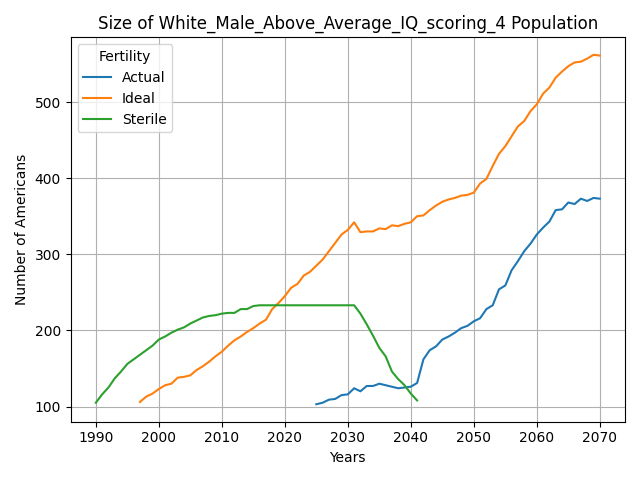 Size of White_Male_Above_Average_IQ_scoring_4 Population
Fertility
Actual
Ideal
Sterile
Number of Americans
500
400
300
200
100
1990 2000 2010 2020 2030 2040 2050 2060 2070
Years